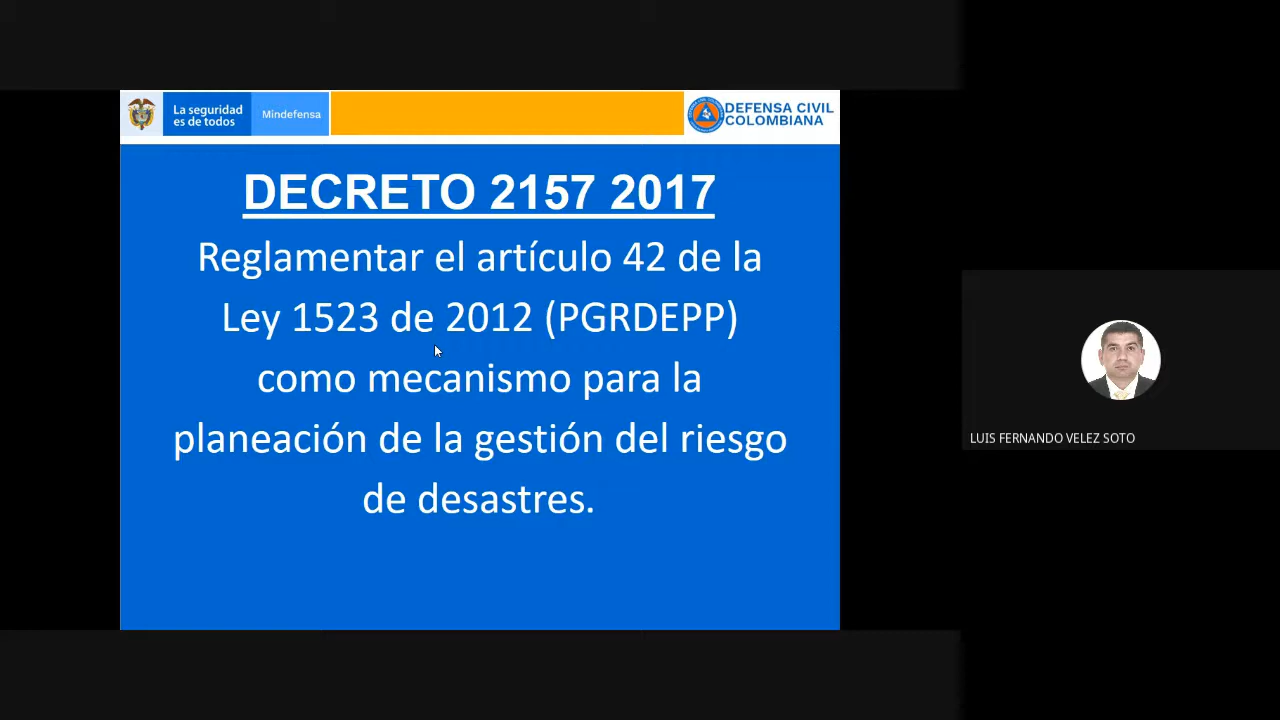 La seguridad
es de todos
Mindefensa
DEFENSA CIVIL
COLOMBIANA
DECRETO 2157 2017
Reglamentar el artículo 42 de la
Ley 1523 de 2012 (PGRDEPP)
como mecanismo para la
planeación de la gestión del riesgo
de desastres.
LUIS FERNANDO VELEZ SOTO